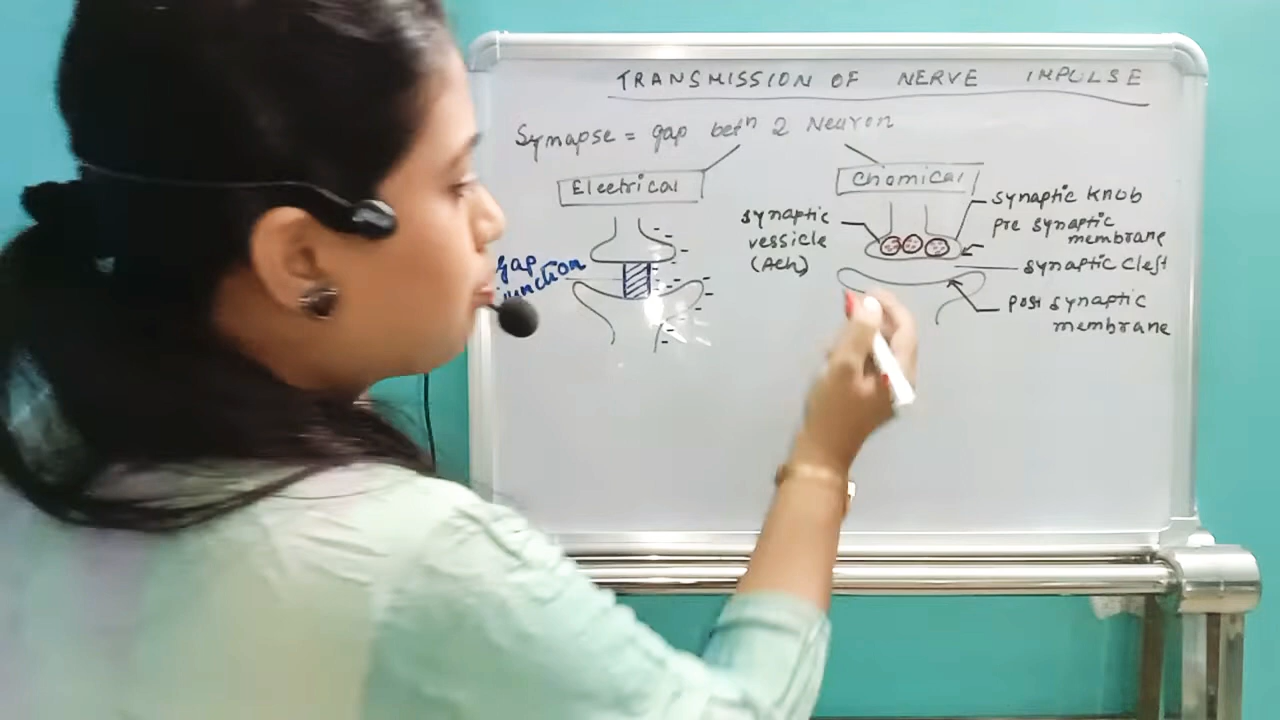 TRANSMISSION OF NERVE IMPULSE
Synapse = gap betn 2 Neuron
Electrical
Chemical
gap
junction
synaptic
vessicle
(Ach)
synaptic knob
pre synaptic
membrane
synaptic cleft
post synaptic
membrane